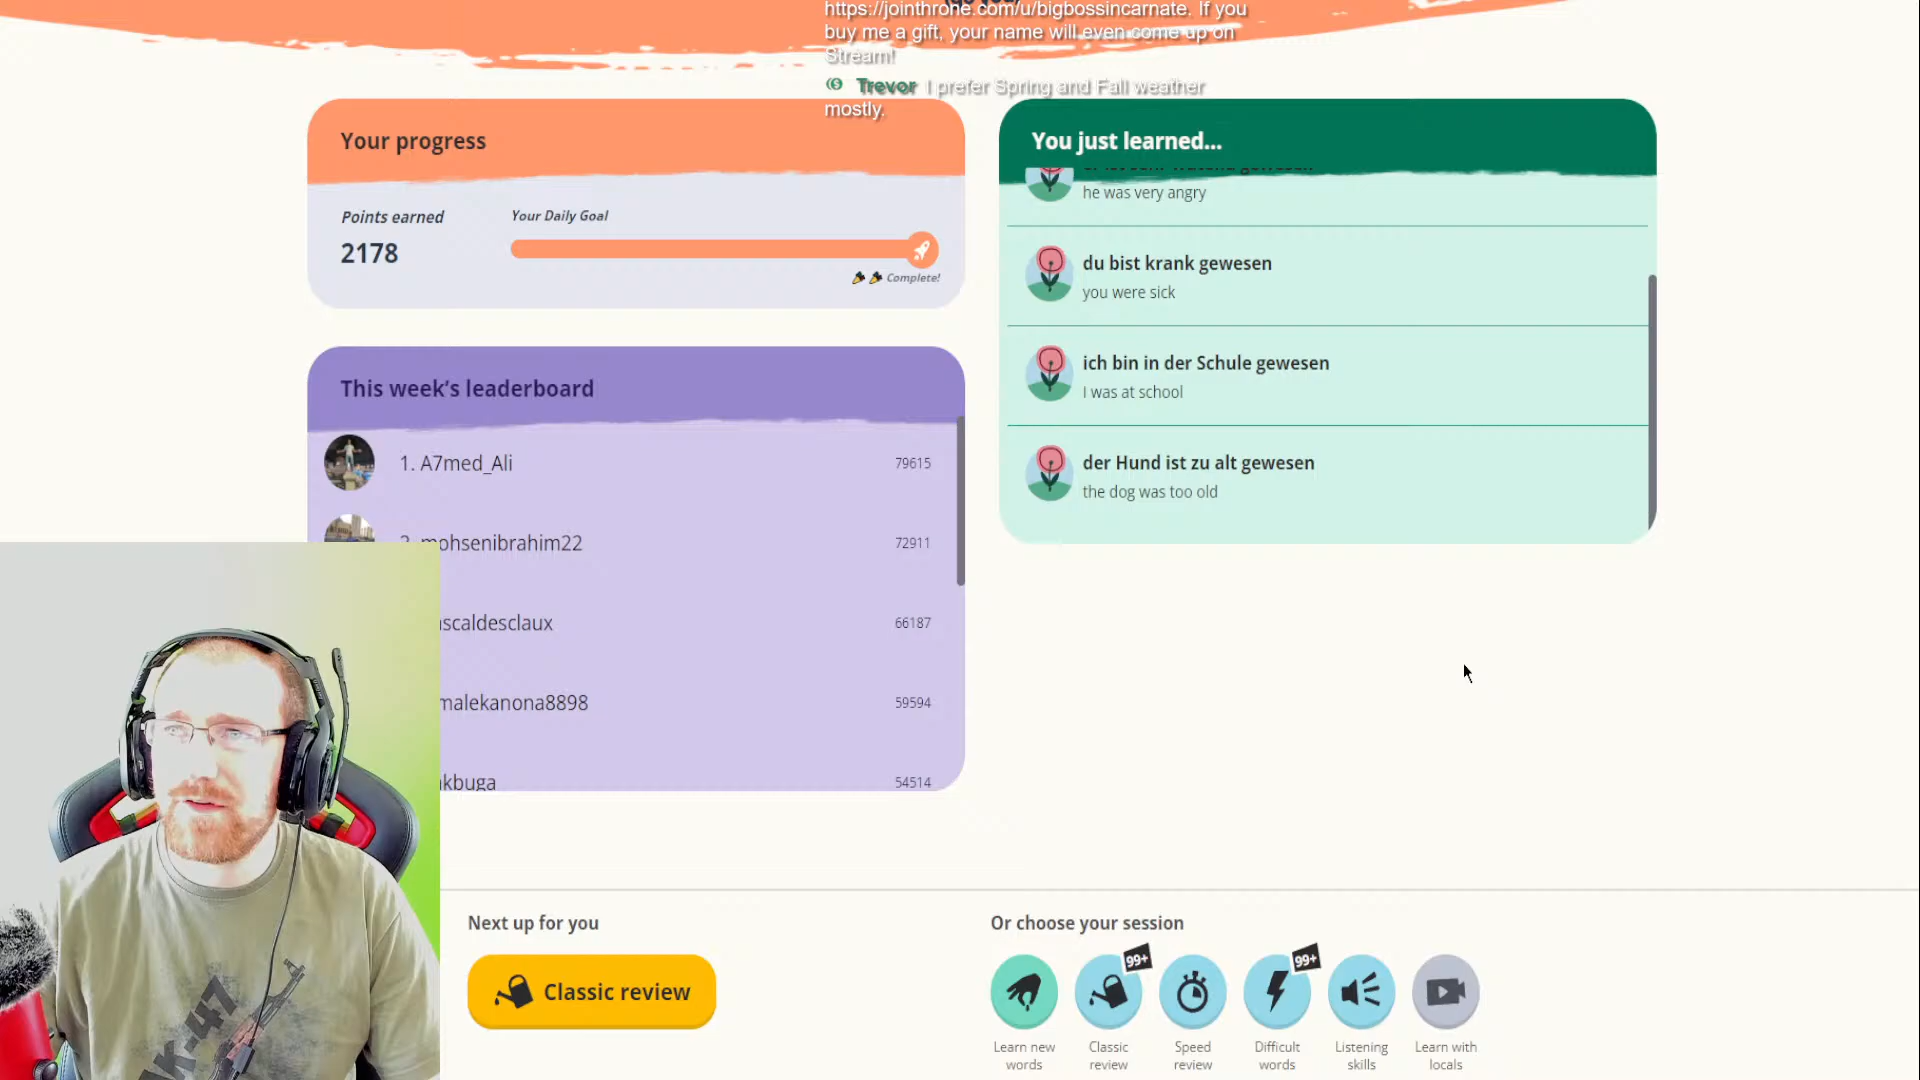 https://jointhrone.com/u/bigbossincarnate. If you
buy me a gift, your name will even come up on
Stream!
Trevor I prefer Spring and Fall weather
mostly.
Your progress
Points earned
2178
Your Daily Goal
Complete!
This week's leaderboard
1. A7med_Ali 79615
mohsenibrahim22 72911
scaldesclaux 66187
malekanona8898 59594
kbuga 54514
You just learned...
he was very angry
du bist krank gewesen
you were sick
ich bin in der Schule gewesen
I was at school
der Hund ist zu alt gewesen
the dog was too old
Next up for you
Classic review
Or choose your session
99+
99+
Learn new
words
Classic
review
Speed
review
Difficult
words
Listening
skills
Learn with
locals
AK-47